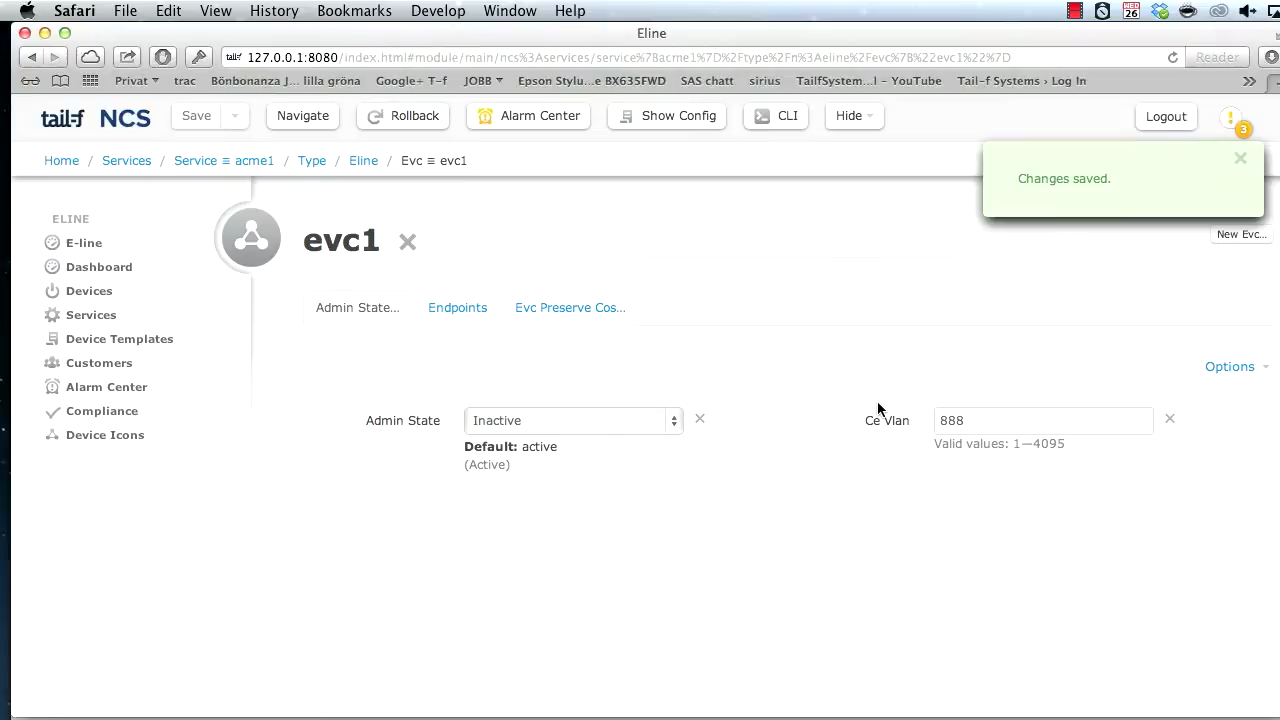 Safari File Edit View History Bookmarks Develop Window Help
WED 26
Eline
127.0.0.1:8080/index.html#module/main/ncs%3Aservices/service%7Bacme1%7D%2Ftype%2Fn%3Aeline%2Fevc%7B%22evc1%22%7D Reader
Privat trac Bönbonanza J... lilla gröna Google+ T-f JOBB Epson Stylu...e BX635FWD SAS chatt sirius TailfSystem...l - YouTube Tail-f Systems › Log In
tail-f NCS Save Navigate Rollback Alarm Center Show Config CLI Hide Logout
3
Home / Services / Service ≡ acme1 / Type / Eline / Evc ≡ evc1
Changes saved.
ELINE
E-line
Dashboard
Devices
Services
Device Templates
Customers
Alarm Center
Compliance
Device Icons
evc1
New Evc...
Admin State... Endpoints Evc Preserve Cos...
Options
Admin State Inactive
Default: active
(Active)
Ce Vlan 888
Valid values: 1—4095